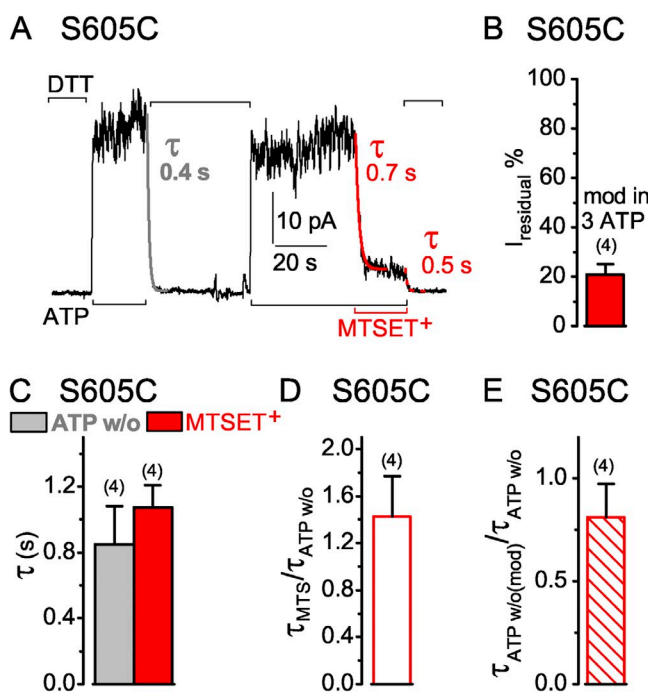 A S605C
DTT
τ
0.4 s
τ
0.7 s
10 pA
20 s
τ
0.5 s
ATP
MTSET+
B S605C
I residual %
100
80
60
40
20
0
mod in
3 ATP
(4)
C S605C
ATP w/o MTSET+
τ (s)
1.2
0.8
0.4
0.0
(4)
(4)
D S605C
τMTS/τATP w/o
2.0
1.6
1.2
0.8
0.4
0.0
(4)
E S605C
τATP w/o(mod)/τATP w/o
1.0
0.5
0.0
(4)